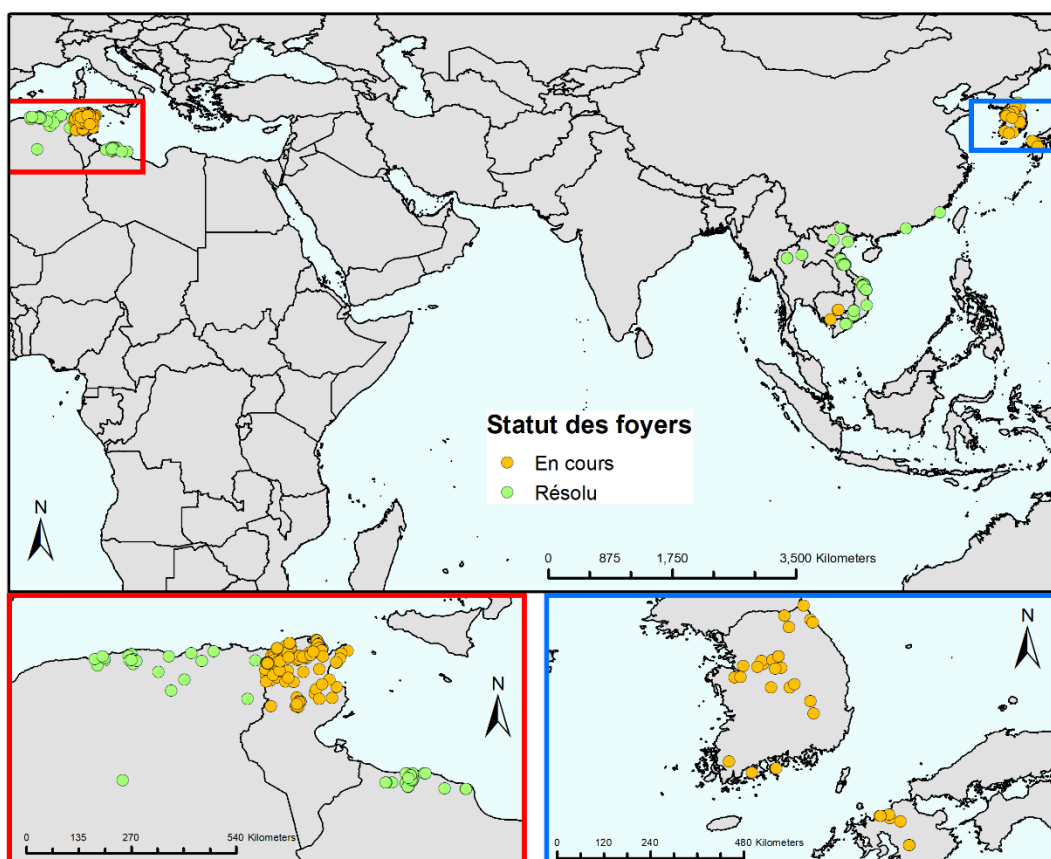 Statut des foyers
En cours
Résolu
N
0 875 1,750 3,500 Kilometers
N
0 135 270 540 Kilometers
N
0 120 240 480 Kilometers